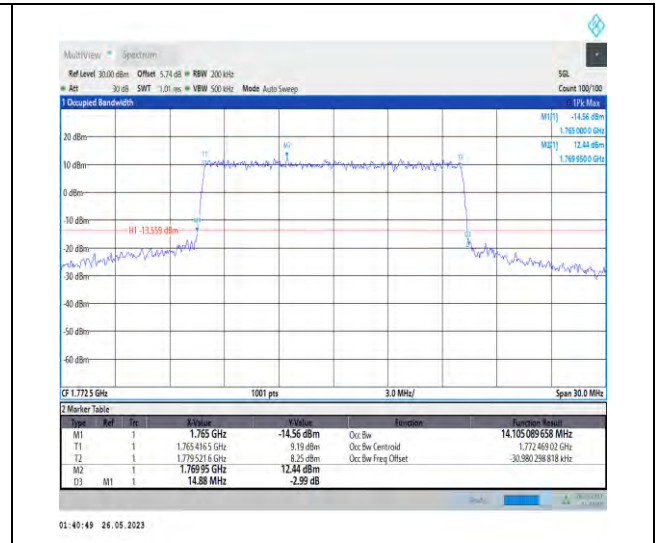 MultiView Spectrum
Ref Level 30.00 dBm Offset 5.74 dB RBW 200 kHz SGL
Att 30 dB SWT 1.01 ms VBW 500 kHz Mode Auto Sweep Count 100/100
1 Occupied Bandwidth 1Pk Max
M1[1] -14.56 dBm
1.765 000 0 GHz
M2[1] 12.44 dBm
1.769 950 0 GHz
20 dBm
10 dBm
0 dBm
-10 dBm
H1 -13.559 dBm
-20 dBm
-30 dBm
-40 dBm
-50 dBm
-60 dBm
T1
M2
T2
CF 1.772 5 GHz 1001 pts 3.0 MHz/ Span 30.0 MHz
2 Marker Table
Type Ref Trc X-Value Y-Value Function Function Result
M1 1 1.765 GHz -14.56 dBm Occ Bw 14.105 089 658 MHz
T1 1 1.765 416 5 GHz 9.19 dBm Occ Bw Centroid 1.772 469 02 GHz
T2 1 1.779 521 6 GHz 8.25 dBm Occ Bw Freq Offset -30.980 298 818 kHz
M2 1 1.769 95 GHz 12.44 dBm
D3 M1 1 14.88 MHz -2.99 dB
01:40:49 26.05.2023